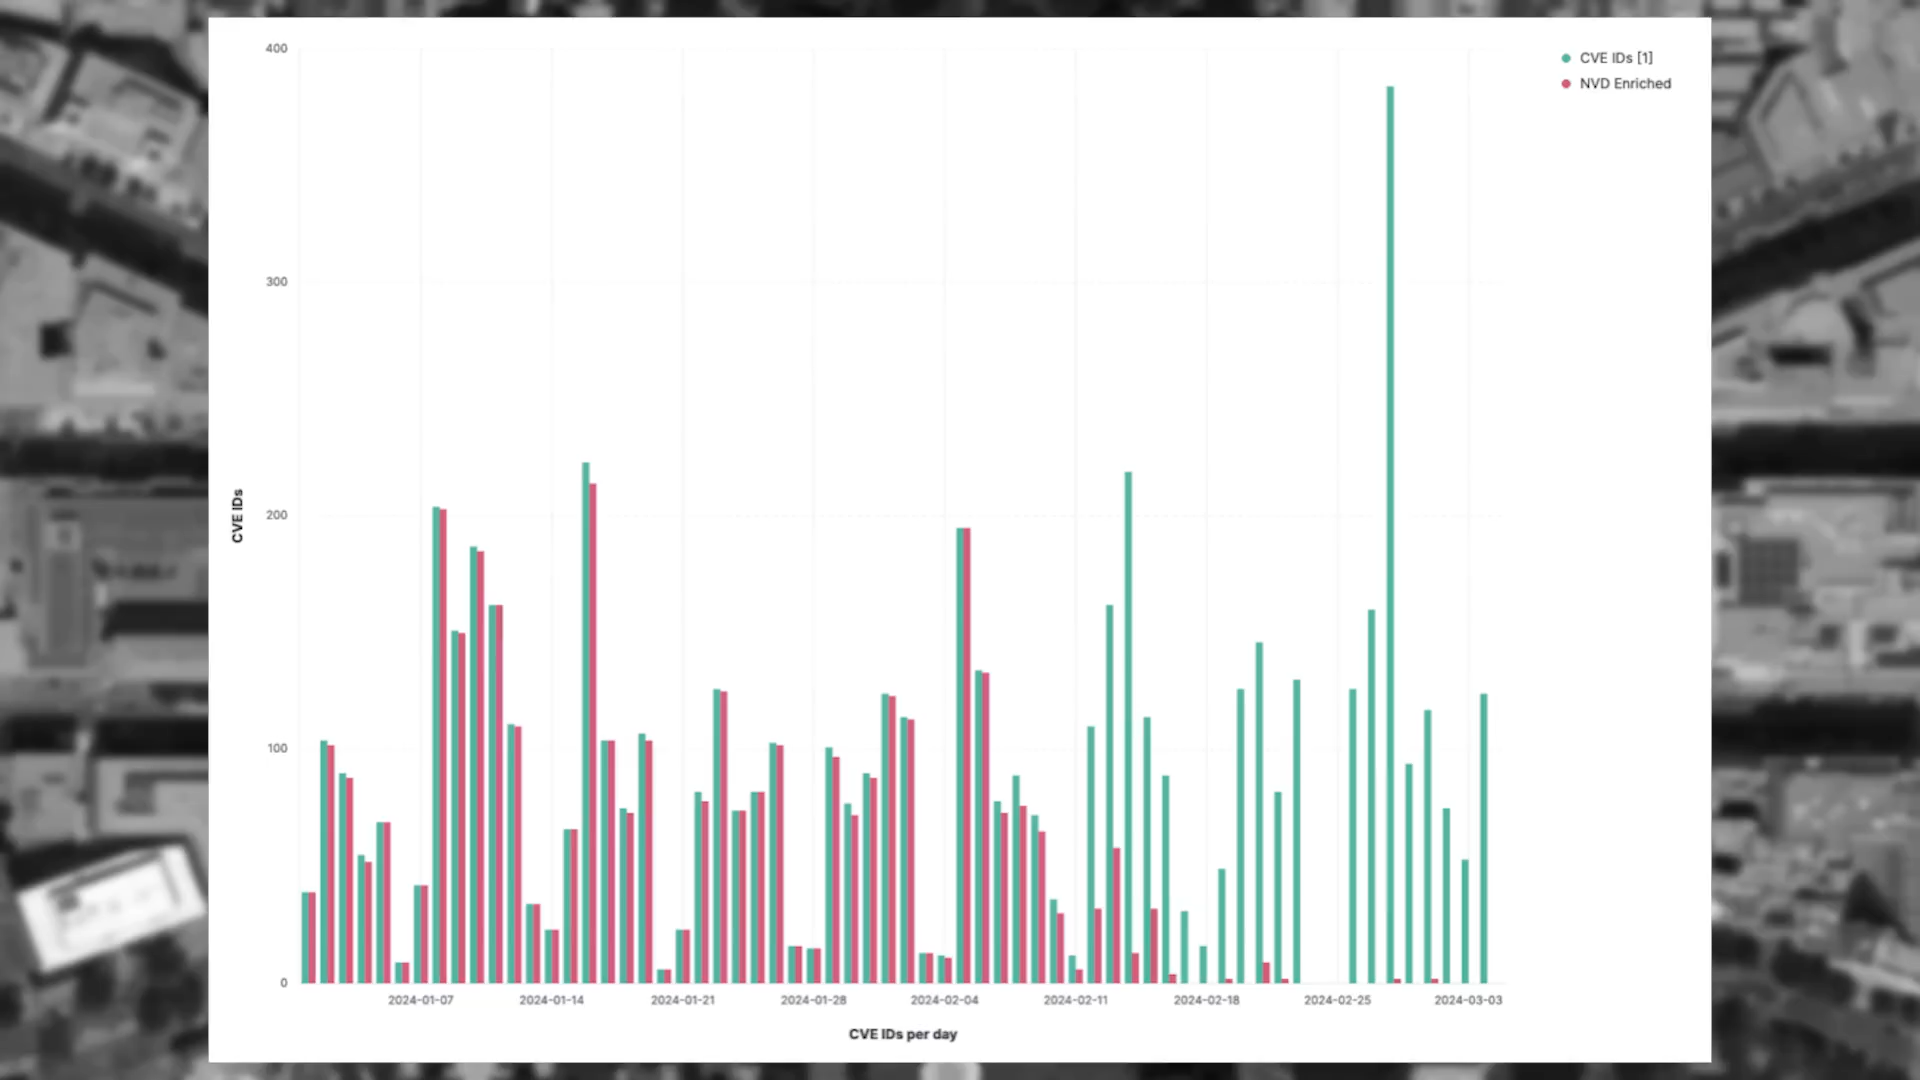 400
CVE IDs [1]
NVD Enriched
300
CVE IDs
200
100
0
2024-01-07 2024-01-14 2024-01-21 2024-01-28 2024-02-04 2024-02-11 2024-02-18 2024-02-25 2024-03-03
CVE IDs per day